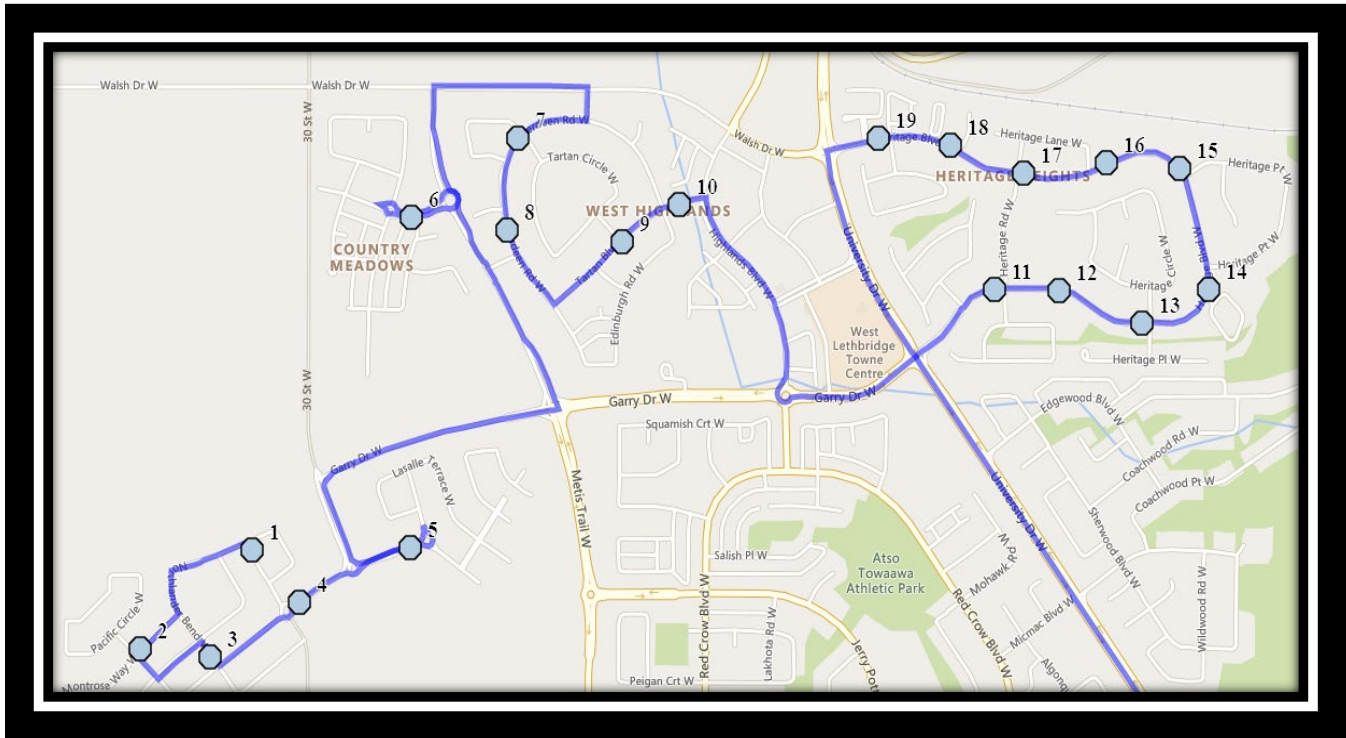 Walsh Dr W
Walsh Dr W
30 St W
Walsh Dr W
7
Tartan Circle W
6
COUNTRY
MEADOWS
8
WEST HIGHLANDS
10
9
Tartan
Edinburgh Rd W
Highlands Blvd W
19
18
Heritage Lane W
17
16
15
Heritage Pt W
HERITAGE HEIGHTS
University Dr W
Heritage Rd W
Heritage Circle W
Heritage Pt W
11
12
13
14
Heritage Pl W
West
Lethbridge
Towne
Centre
30 St W
Garry Dr W
Garry Dr W
Squamish Crt W
Edgewood Blvd W
Coachwood Rd W
Coachwood Pt W
Garry Dr W
Lasalle Terrace W
Metis Trail W
University Dr W
Sherwood Blvd W
5
1
4
2
3
Pacific Circle W
Montrose Way W
Salish Pl W
Atso
Towaawa
Athletic Park
Mohawk Rd W
Red Crow Blvd W
Red Crow Blvd W
Micmac Blvd W
Wildwood Rd W
Lakhota Rd W
Peigan Crt W
Jerry Pott
Algonq